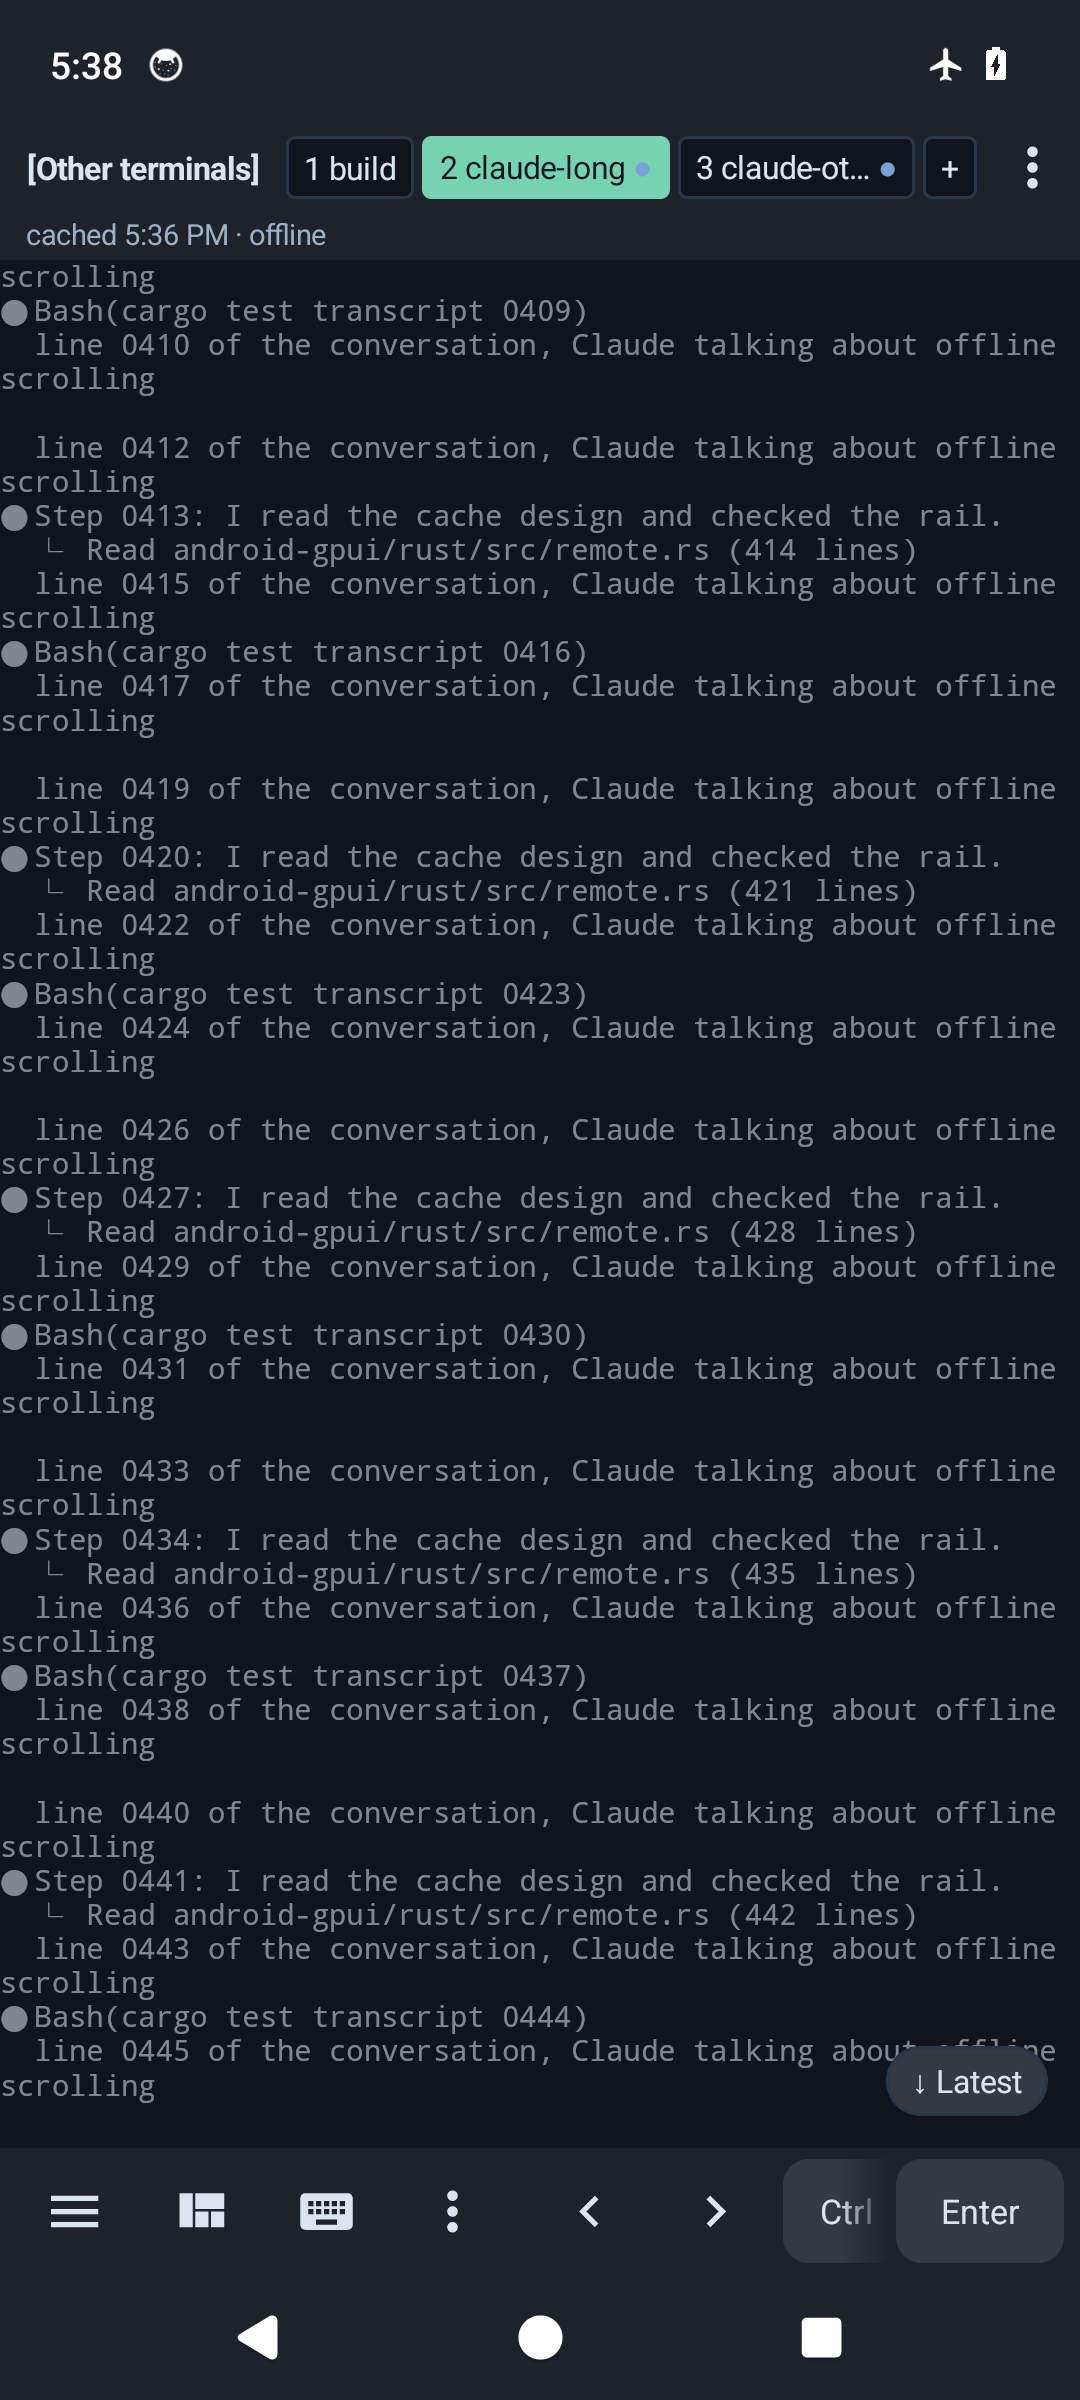 5:38
[Other terminals] 1 build 2 claude-long 3 claude-ot... +
cached 5:36 PM · offline
scrolling
Bash(cargo test transcript 0409)
line 0410 of the conversation, Claude talking about offline
scrolling
line 0412 of the conversation, Claude talking about offline
scrolling
Step 0413: I read the cache design and checked the rail.
└ Read android-gpui/rust/src/remote.rs (414 lines)
line 0415 of the conversation, Claude talking about offline
scrolling
Bash(cargo test transcript 0416)
line 0417 of the conversation, Claude talking about offline
scrolling
line 0419 of the conversation, Claude talking about offline
scrolling
Step 0420: I read the cache design and checked the rail.
└ Read android-gpui/rust/src/remote.rs (421 lines)
line 0422 of the conversation, Claude talking about offline
scrolling
Bash(cargo test transcript 0423)
line 0424 of the conversation, Claude talking about offline
scrolling
line 0426 of the conversation, Claude talking about offline
scrolling
Step 0427: I read the cache design and checked the rail.
└ Read android-gpui/rust/src/remote.rs (428 lines)
line 0429 of the conversation, Claude talking about offline
scrolling
Bash(cargo test transcript 0430)
line 0431 of the conversation, Claude talking about offline
scrolling
line 0433 of the conversation, Claude talking about offline
scrolling
Step 0434: I read the cache design and checked the rail.
└ Read android-gpui/rust/src/remote.rs (435 lines)
line 0436 of the conversation, Claude talking about offline
scrolling
Bash(cargo test transcript 0437)
line 0438 of the conversation, Claude talking about offline
scrolling
line 0440 of the conversation, Claude talking about offline
scrolling
Step 0441: I read the cache design and checked the rail.
└ Read android-gpui/rust/src/remote.rs (442 lines)
line 0443 of the conversation, Claude talking about offline
scrolling
Bash(cargo test transcript 0444)
line 0445 of the conversation, Claude talking about offline
scrolling
↓ Latest
Ctrl Enter